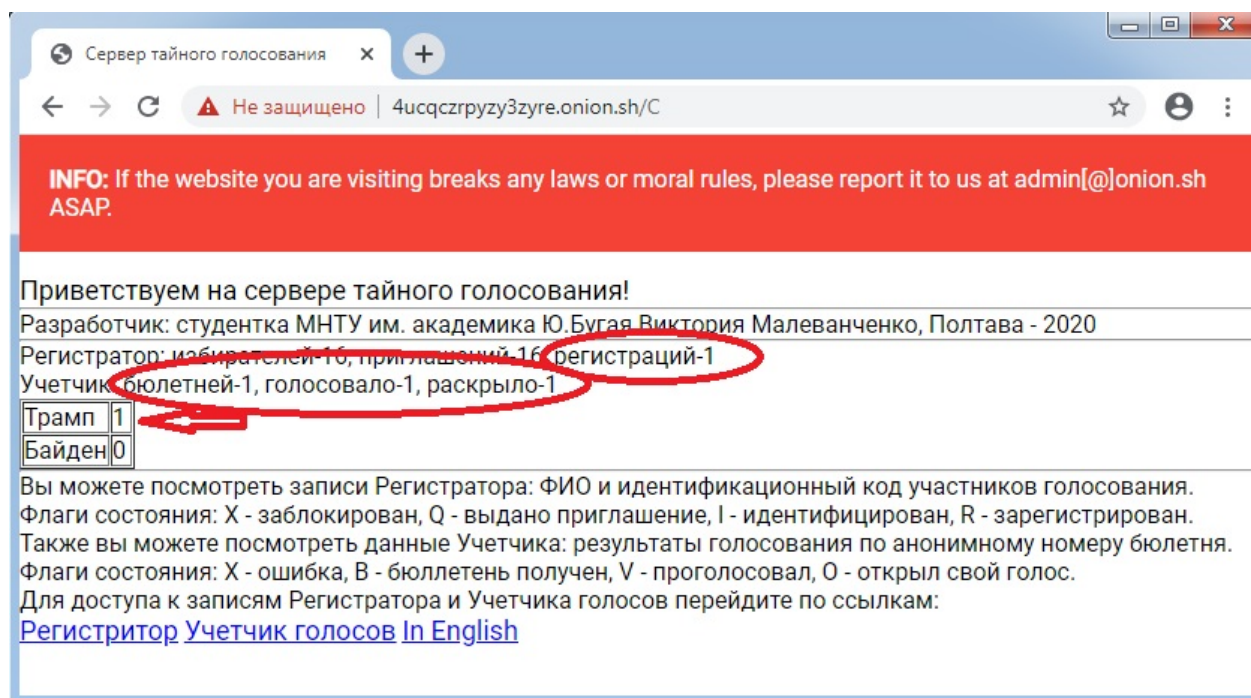 Сервер тайного голосования
Не защищено | 4ucqczrpyzy3zyre.onion.sh/C
INFO: If the website you are visiting breaks any laws or moral rules, please report it to us at admin[@]onion.sh
ASAP.
Приветствуем на сервере тайного голосования!
Разработчик: студентка МНТУ им. академика Ю.Бугая Виктория Малеванченко, Полтава - 2020
Регистратор: избирателей-16, приглашений-16, регистраций-1
Учетчик: бюлетней-1, голосовало-1, раскрыло-1
Трамп 1
Байден 0
Вы можете посмотреть записи Регистратора: ФИО и идентификационный код участников голосования.
Флаги состояния: X - заблокирован, Q - выдано приглашение, I - идентифицирован, R - зарегистрирован.
Также вы можете посмотреть данные Учетчика: результаты голосования по анонимному номеру бюлетня.
Флаги состояния: X - ошибка, B - бюллетень получен, V - проголосовал, O - открыл свой голос.
Для доступа к записям Регистратора и Учетчика голосов перейдите по ссылкам:
Регистритор Учетчик голосов In English